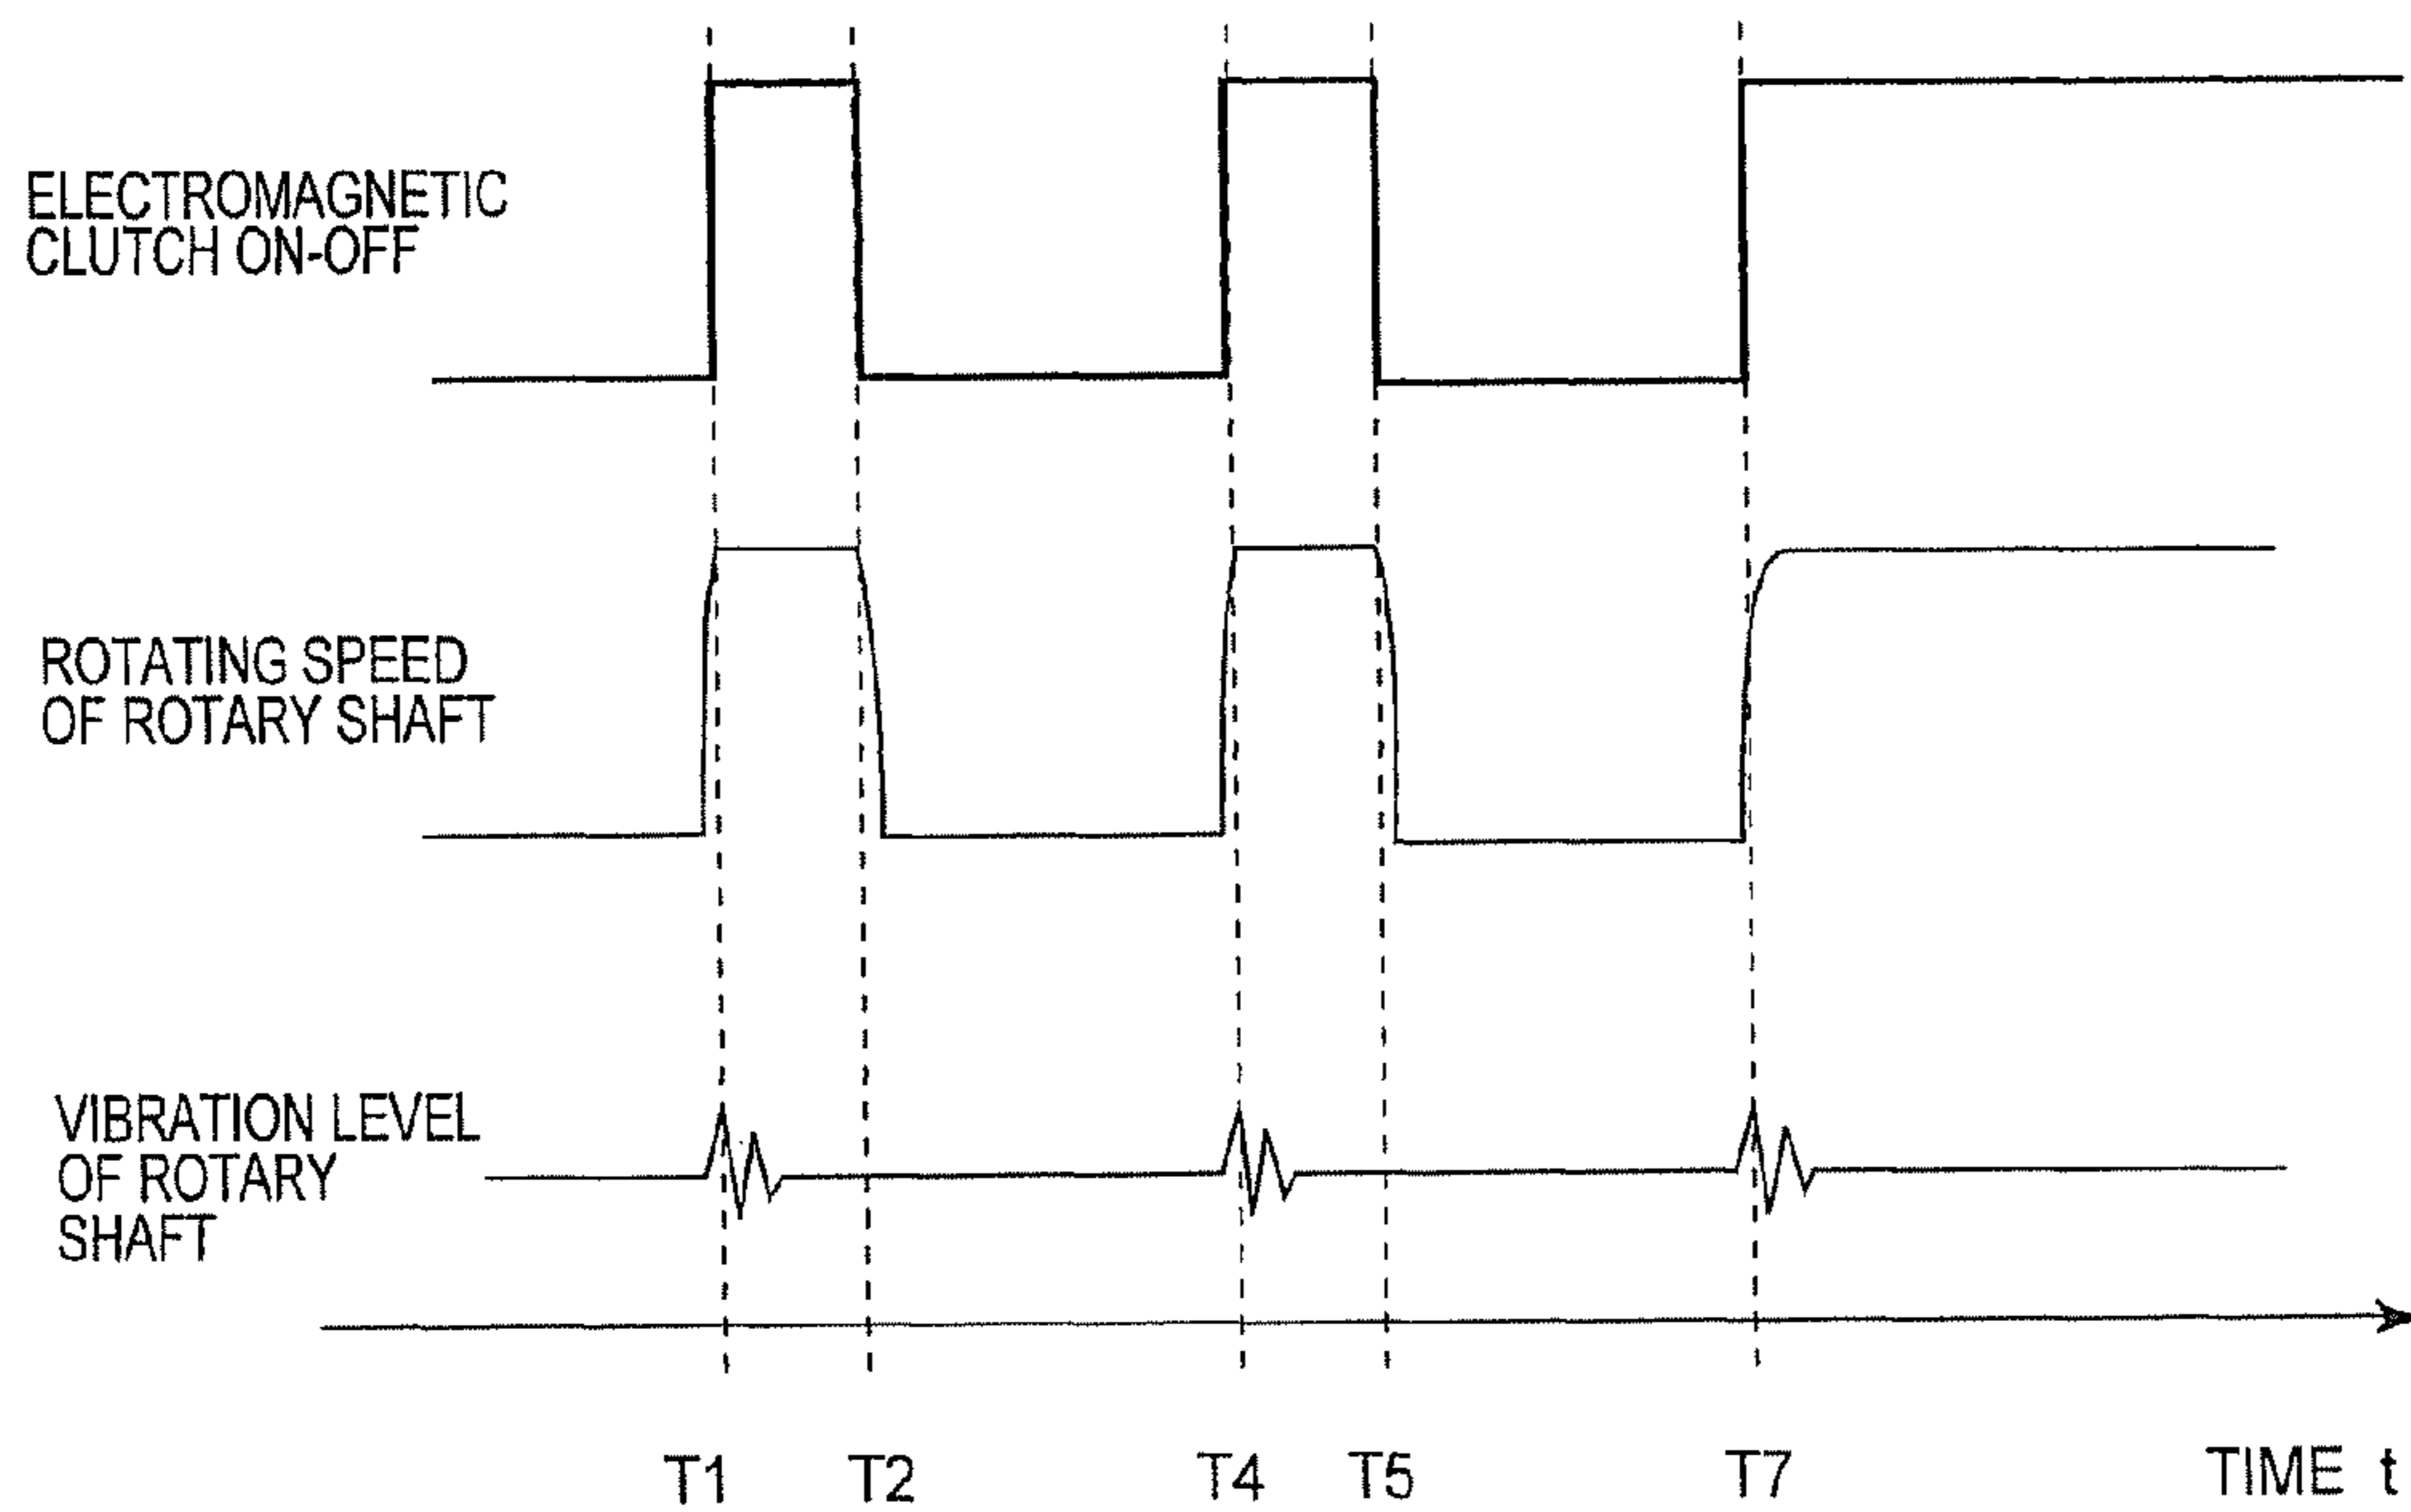 ELECTROMAGNETIC
CLUTCH ON-OFF
ROTATING SPEED
OF ROTARY SHAFT
VIBRATION LEVEL
OF ROTARY
SHAFT
T1 T2 T4 T5 T7 TIME t